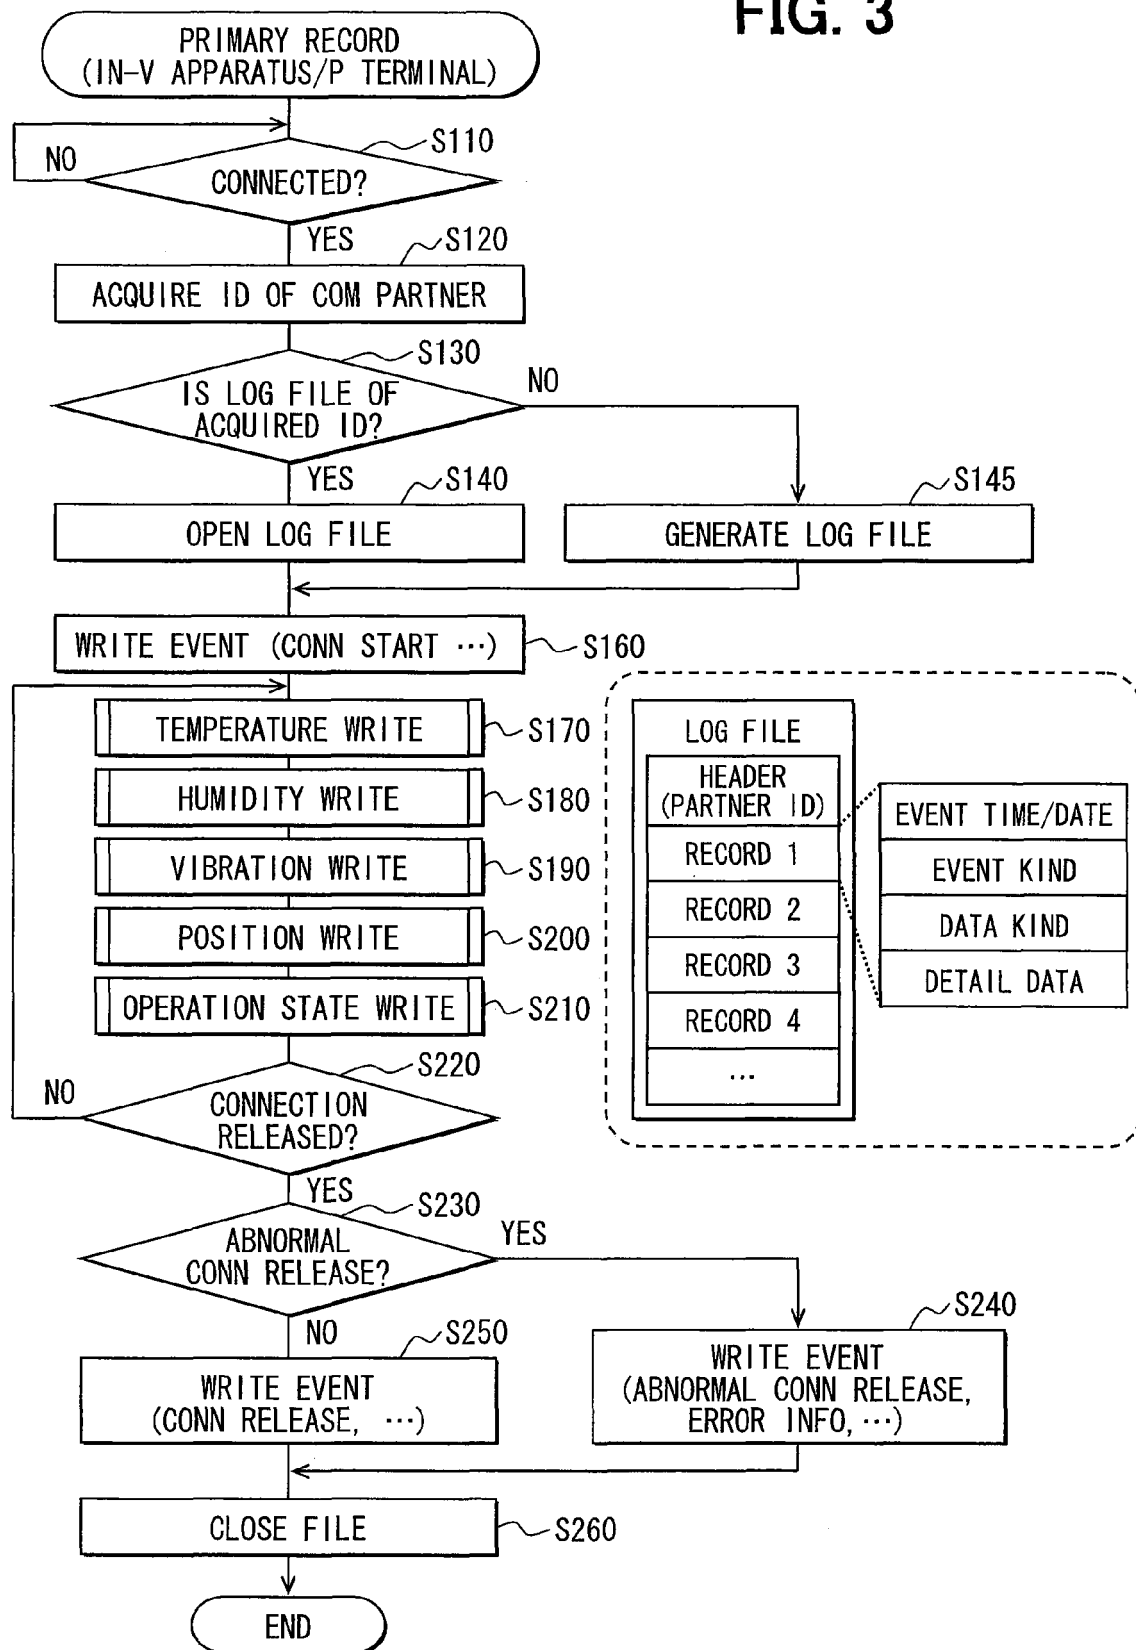 FIG. 3
PRIMARY RECORD
(IN-V APPARATUS/P TERMINAL)
S110
NO
CONNECTED?
YES
S120
ACQUIRE ID OF COM PARTNER
S130
NO
IS LOG FILE OF
ACQUIRED ID?
YES
S140
S145
OPEN LOG FILE
GENERATE LOG FILE
WRITE EVENT (CONN START ...)
S160
TEMPERATURE WRITE
S170
HUMIDITY WRITE
S180
VIBRATION WRITE
S190
POSITION WRITE
S200
OPERATION STATE WRITE
S210
LOG FILE
HEADER
(PARTNER ID)
RECORD 1
RECORD 2
RECORD 3
RECORD 4
...
EVENT TIME/DATE
EVENT KIND
DATA KIND
DETAIL DATA
S220
NO
CONNECTION
RELEASED?
YES
S230
YES
ABNORMAL
CONN RELEASE?
NO
S250
S240
WRITE EVENT
(CONN RELEASE, ...)
WRITE EVENT
(ABNORMAL CONN RELEASE,
ERROR INFO, ...)
CLOSE FILE
S260
END